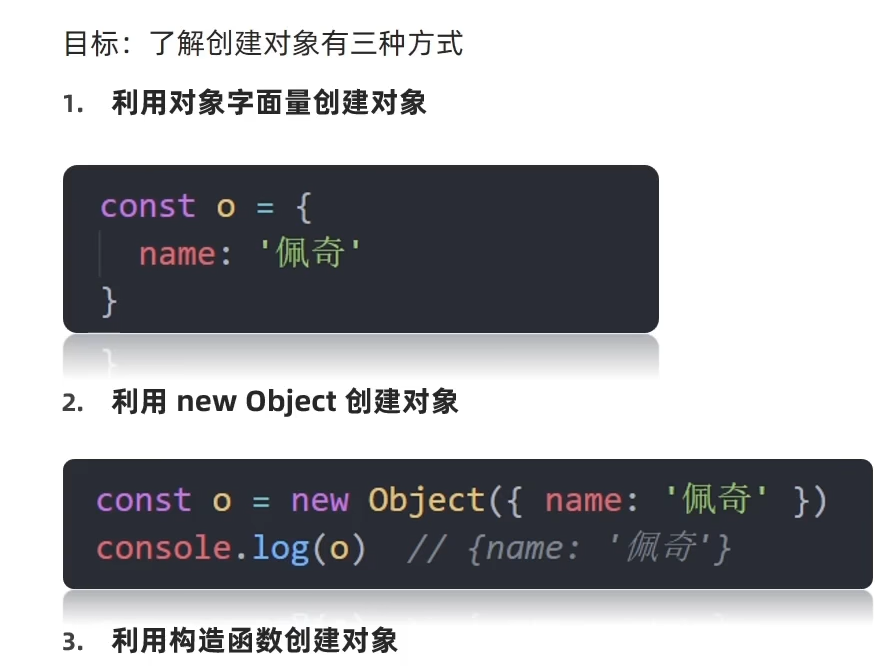 目标：了解创建对象有三种方式
1. 利用对象字面量创建对象
const o = {
name: '佩奇'
}
2. 利用 new Object 创建对象
const o = new Object({ name: '佩奇' })
console.log(o) // {name: '佩奇'}
3. 利用构造函数创建对象